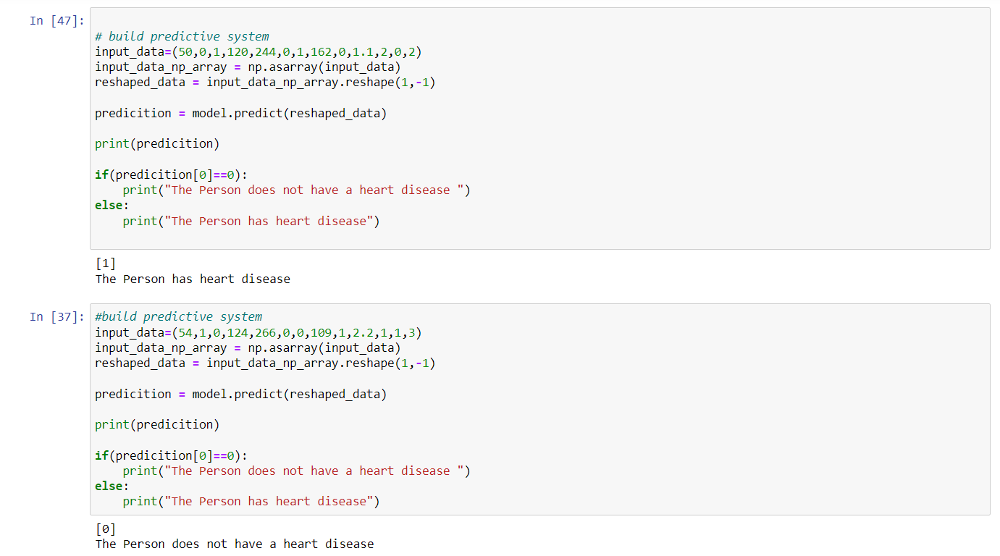 In [47]:
# build predictive system
input_data=(50,0,1,120,244,0,1,162,0,1.1,2,0,2)
input_data_np_array = np.asarray(input_data)
reshaped_data = input_data_np_array.reshape(1,-1)
predicition = model.predict(reshaped_data)
print(predicition)
if(predicition[0]==0):
    print("The Person does not have a heart disease ")
else:
    print("The Person has heart disease")
[1]
The Person has heart disease
In [37]: #build predictive system
input_data=(54,1,0,124,266,0,0,109,1,2.2,1,1,3)
input_data_np_array = np.asarray(input_data)
reshaped_data = input_data_np_array.reshape(1,-1)
predicition = model.predict(reshaped_data)
print(predicition)
if(predicition[0]==0):
    print("The Person does not have a heart disease ")
else:
    print("The Person has heart disease")
[0]
The Person does not have a heart disease